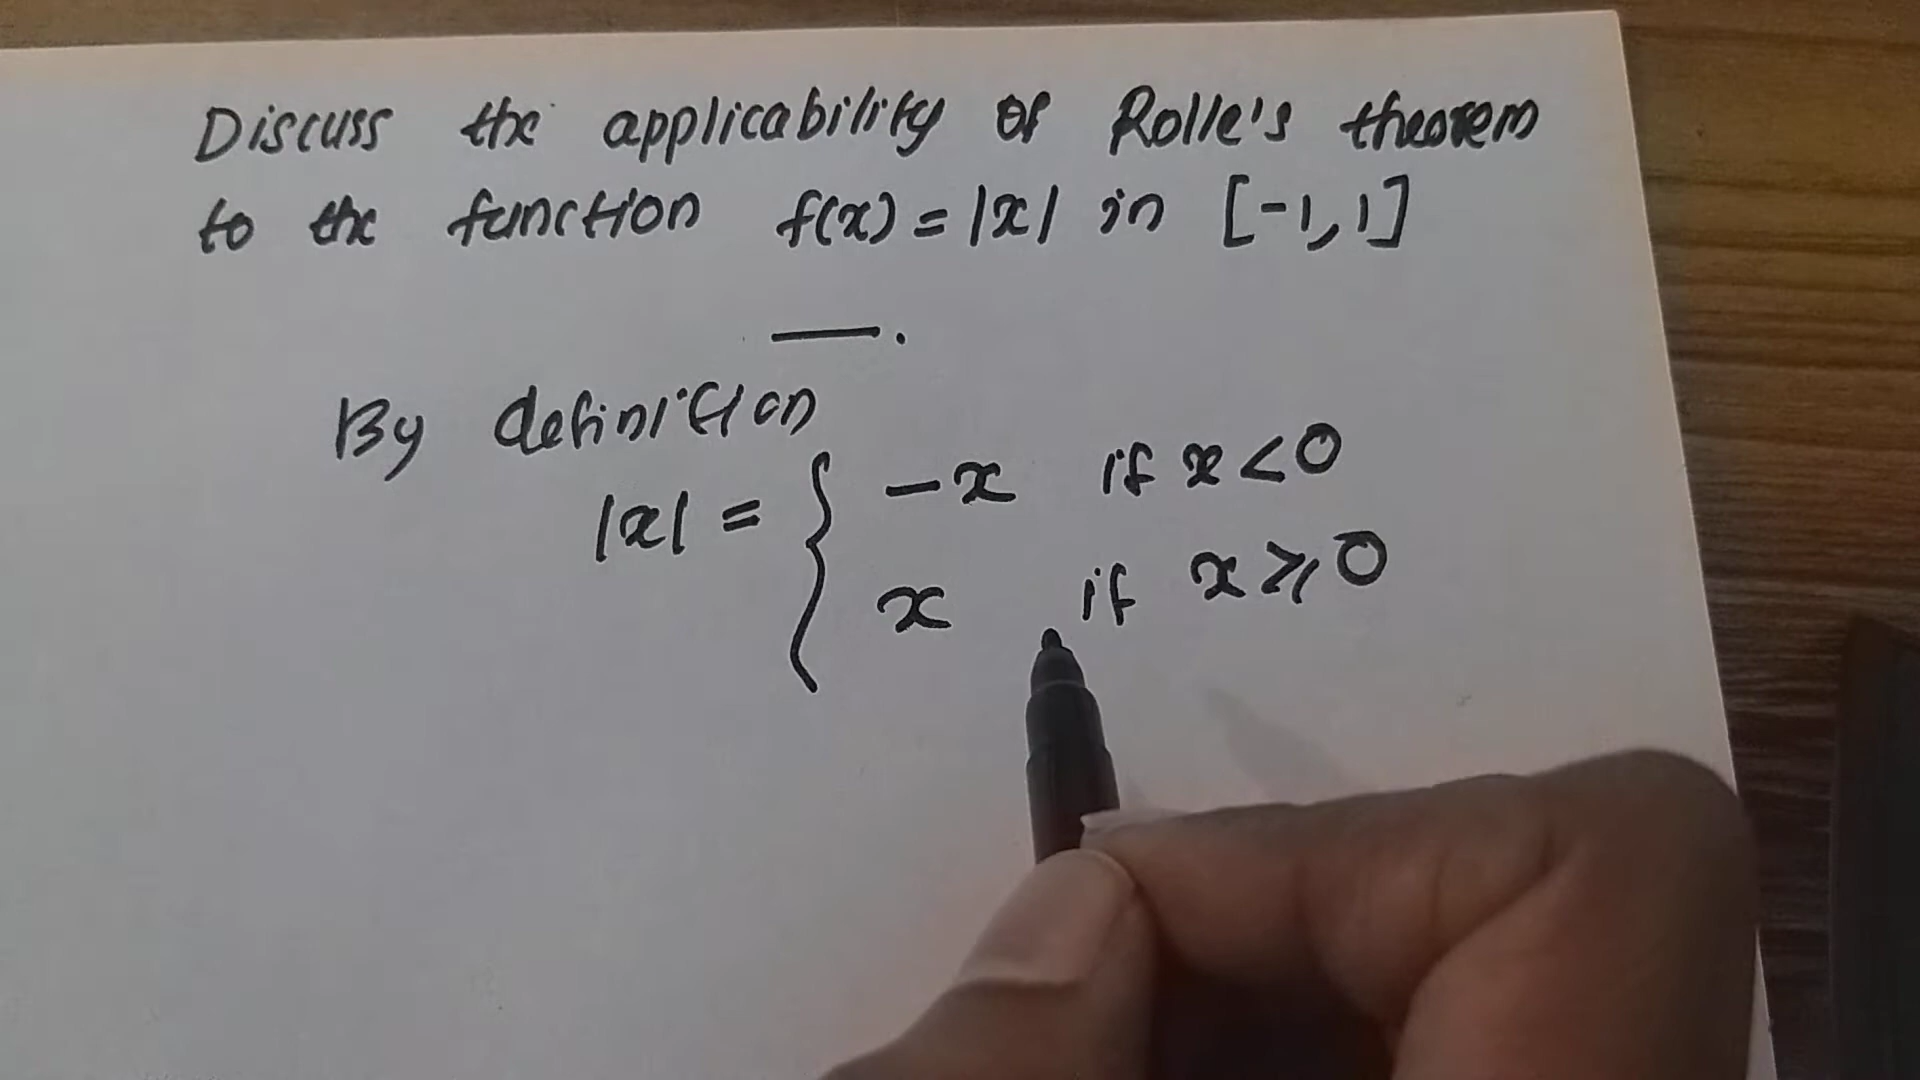 Discuss the applicability of Rolle's theorem
to the function f(x) = |x| in [-1, 1]
By definition
|x| = { -x if x < 0
x if x ⩾ 0